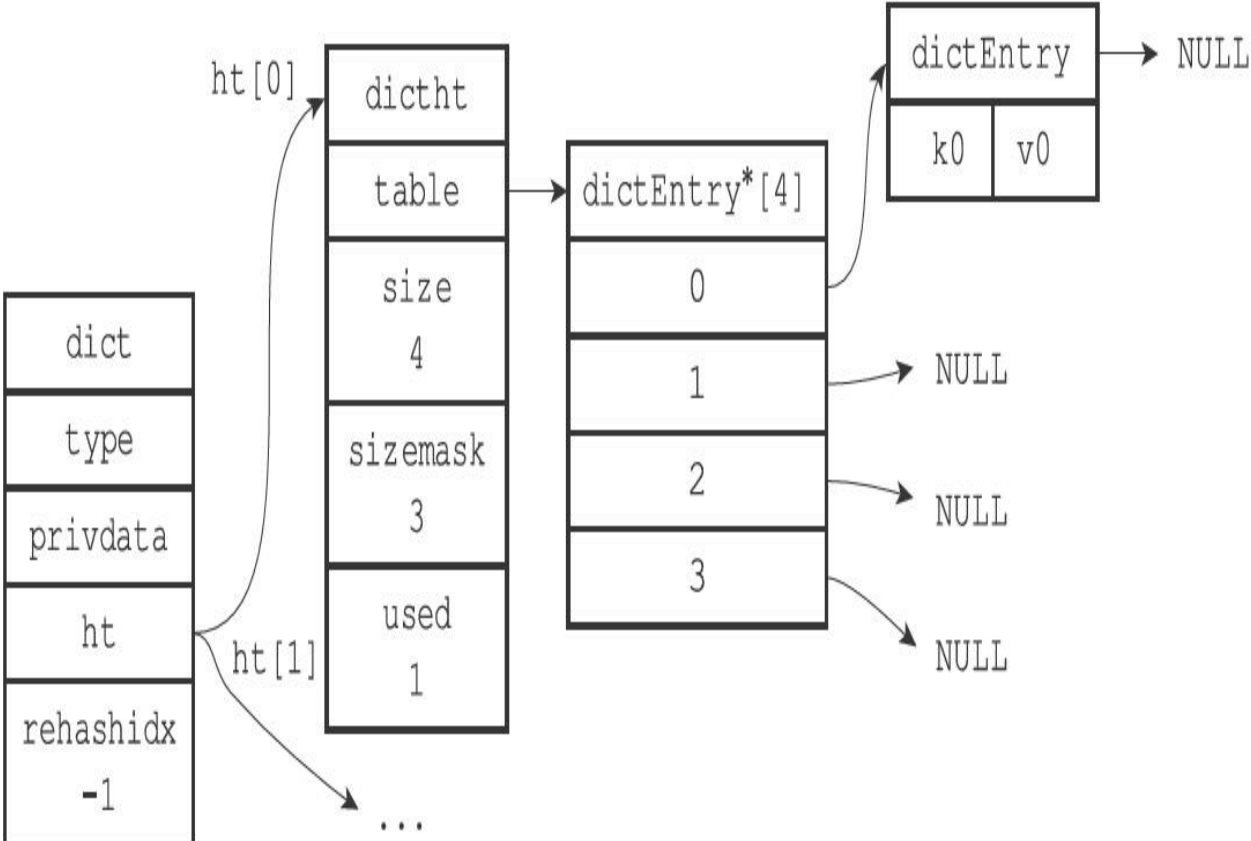 dict
type
privdata
ht
rehashidx
-1
ht[0]
ht[1]
...
dictht
table
size
4
sizemask
3
used
1
dictEntry*[4]
0
1
2
3
dictEntry
k0 v0
NULL
NULL
NULL
NULL